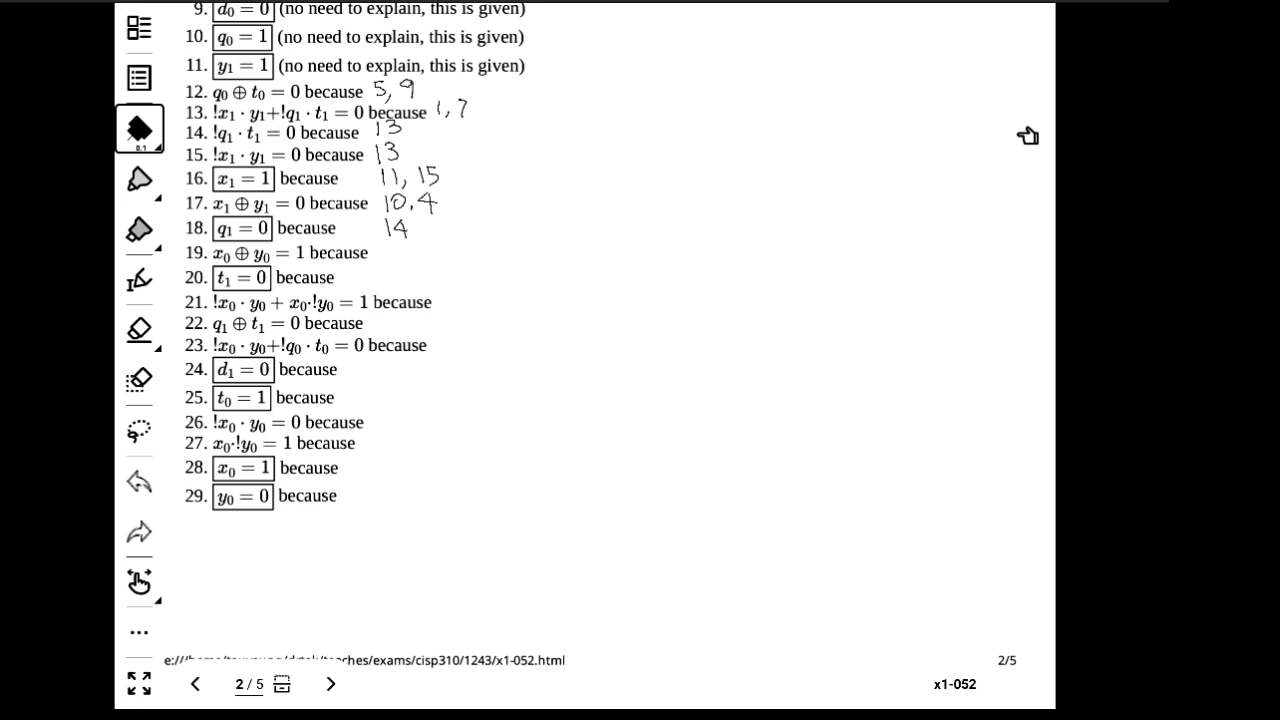 9. d₀ = 0 (no need to explain, this is given)
10. q₀ = 1 (no need to explain, this is given)
11. y₁ = 1 (no need to explain, this is given)
12. q₀ ⊕ t₀ = 0 because 5, 9
13. !x₁ · y₁+!q₁ · t₁ = 0 because 1, 7
14. !q₁ · t₁ = 0 because 13
15. !x₁ · y₁ = 0 because 13
16. x₁ = 1 because 11, 15
17. x₁ ⊕ y₁ = 0 because 10, 4
18. q₁ = 0 because 14
19. x₀ ⊕ y₀ = 1 because
20. t₁ = 0 because
21. !x₀ · y₀ + x₀·!y₀ = 1 because
22. q₁ ⊕ t₁ = 0 because
23. !x₀ · y₀+!q₀ · t₀ = 0 because
24. d₁ = 0 because
25. t₀ = 1 because
26. !x₀ · y₀ = 0 because
27. x₀·!y₀ = 1 because
28. x₀ = 1 because
29. y₀ = 0 because
0.1
2/5
2 / 5
x1-052